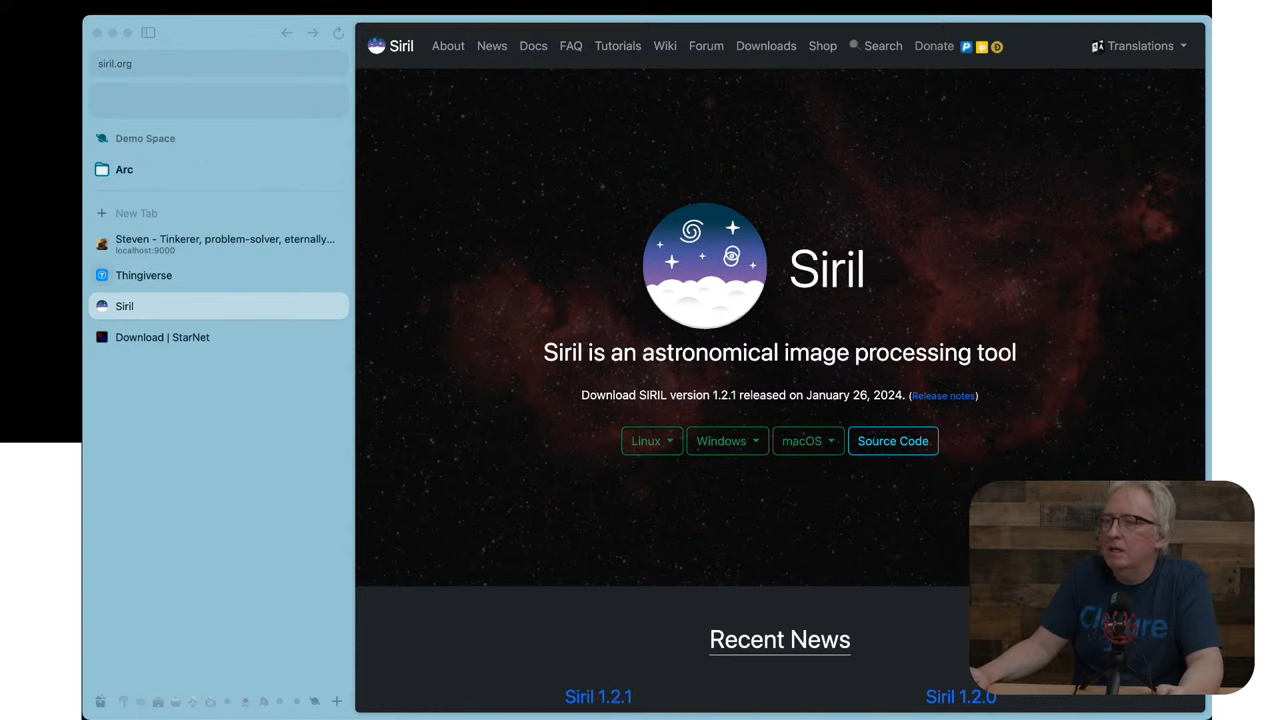 siril.org
Demo Space
Arc
New Tab
Steven - Tinkerer, problem-solver, eternally...
localhost:9000
Thingiverse
Siril
Download | StarNet
Siril
About
News
Docs
FAQ
Tutorials
Wiki
Forum
Downloads
Shop
Search
Donate
Translations
Siril
Siril is an astronomical image processing tool
Download SIRIL version 1.2.1 released on January 26, 2024. (Release notes)
Linux
Windows
macOS
Source Code
Recent News
Siril 1.2.1
Siril 1.2.0